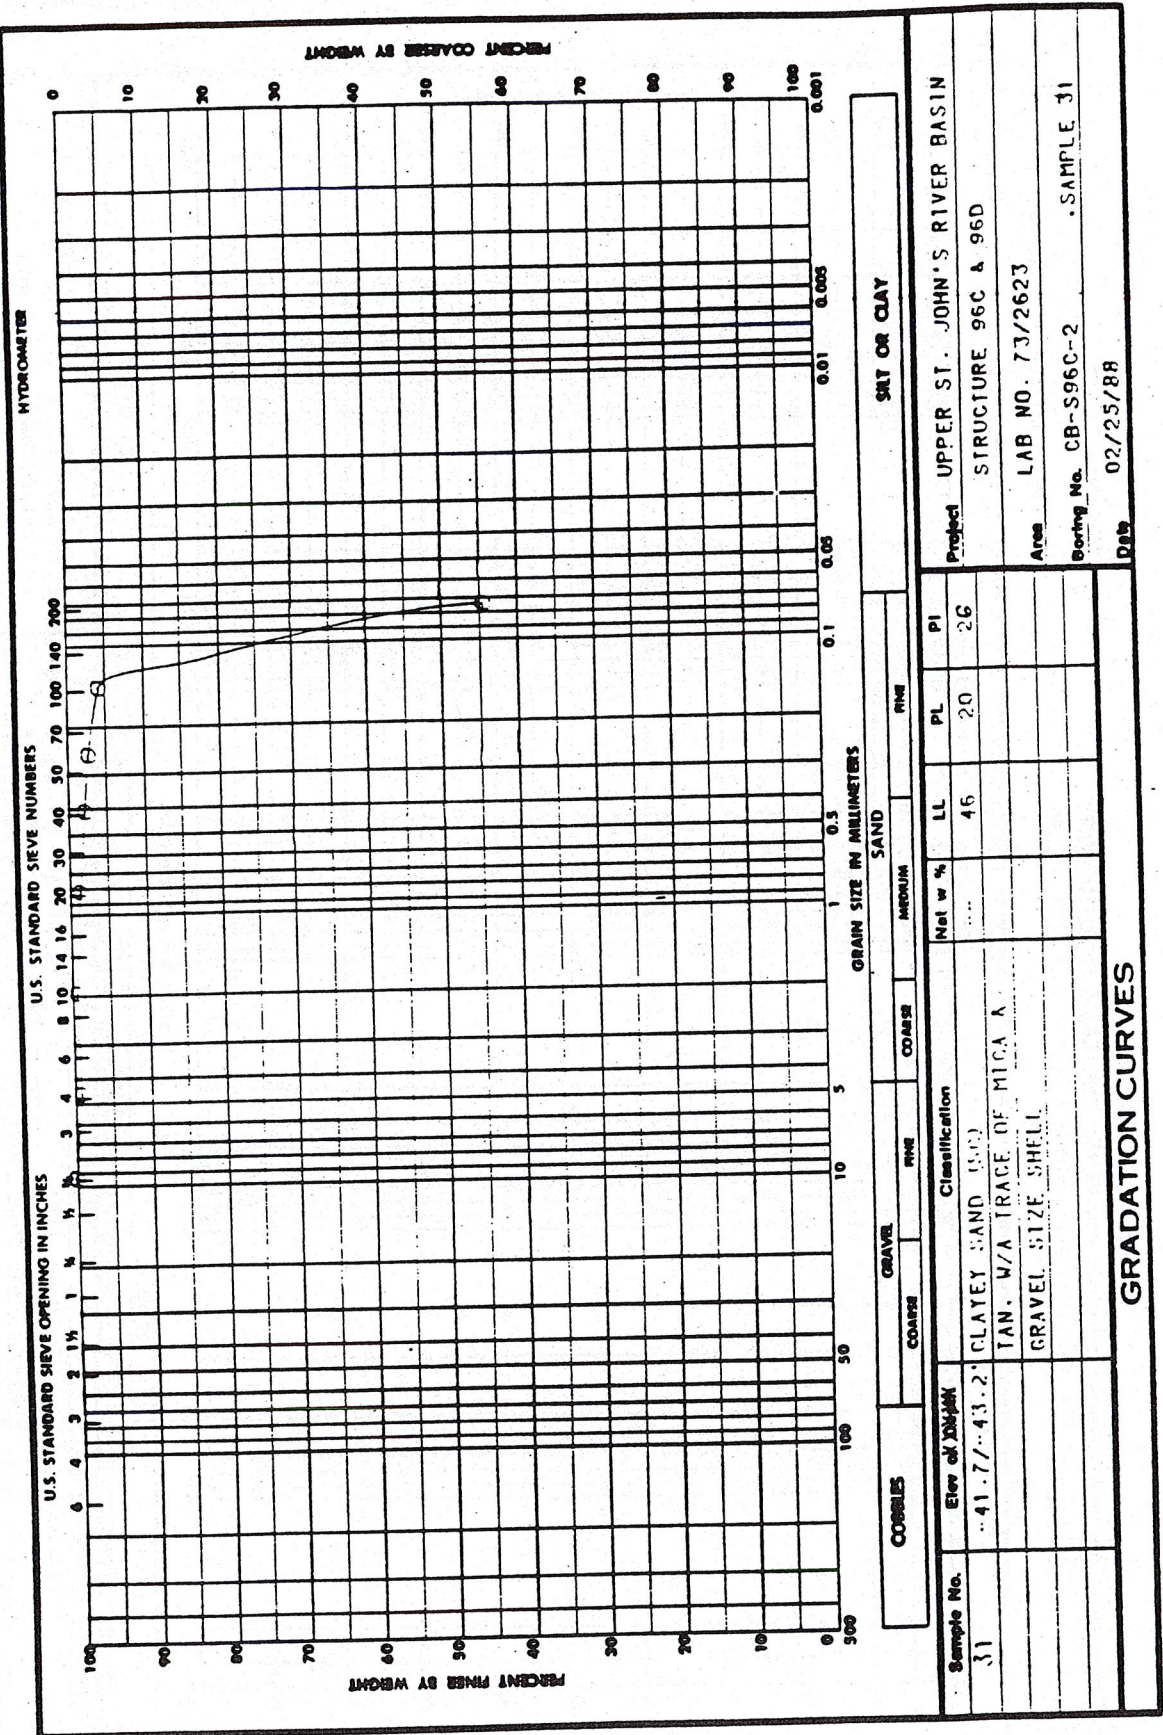 U.S. STANDARD SIEVE OPENING IN INCHES
U.S. STANDARD SIEVE NUMBERS
HYDROMETER
6 4 3 2 1½ 1 ¾ ½ ⅜ 3 4 6 8 10 14 16 20 30 40 50 70 100 140 200
PERCENT FINER BY WEIGHT
100
90
80
70
60
50
40
30
20
10
0
PERCENT COARSER BY WEIGHT
0
10
20
30
40
50
60
70
80
90
100
500 100 50 10 5 1 0.5 0.1 0.05 0.01 0.005 0.001
GRAIN SIZE IN MILLIMETERS
COBBLES
GRAVEL
COARSE FINE
SAND
COARSE MEDIUM FINE
SILT OR CLAY
Sample No. Elev Classification Nat w % LL PL PI
31 41.7/ 43.2 CLAYEY SAND 46 20 26
TAN, W/A TRACE OF MICA
GRAVEL SIZE SHELL
Project UPPER ST. JOHN'S RIVER BASIN
STRUCTURE 96C & 96D
LAB NO. 73/2623
Area
Boring No. CB-S96C-2 SAMPLE 31
Date 02/25/88
GRADATION CURVES